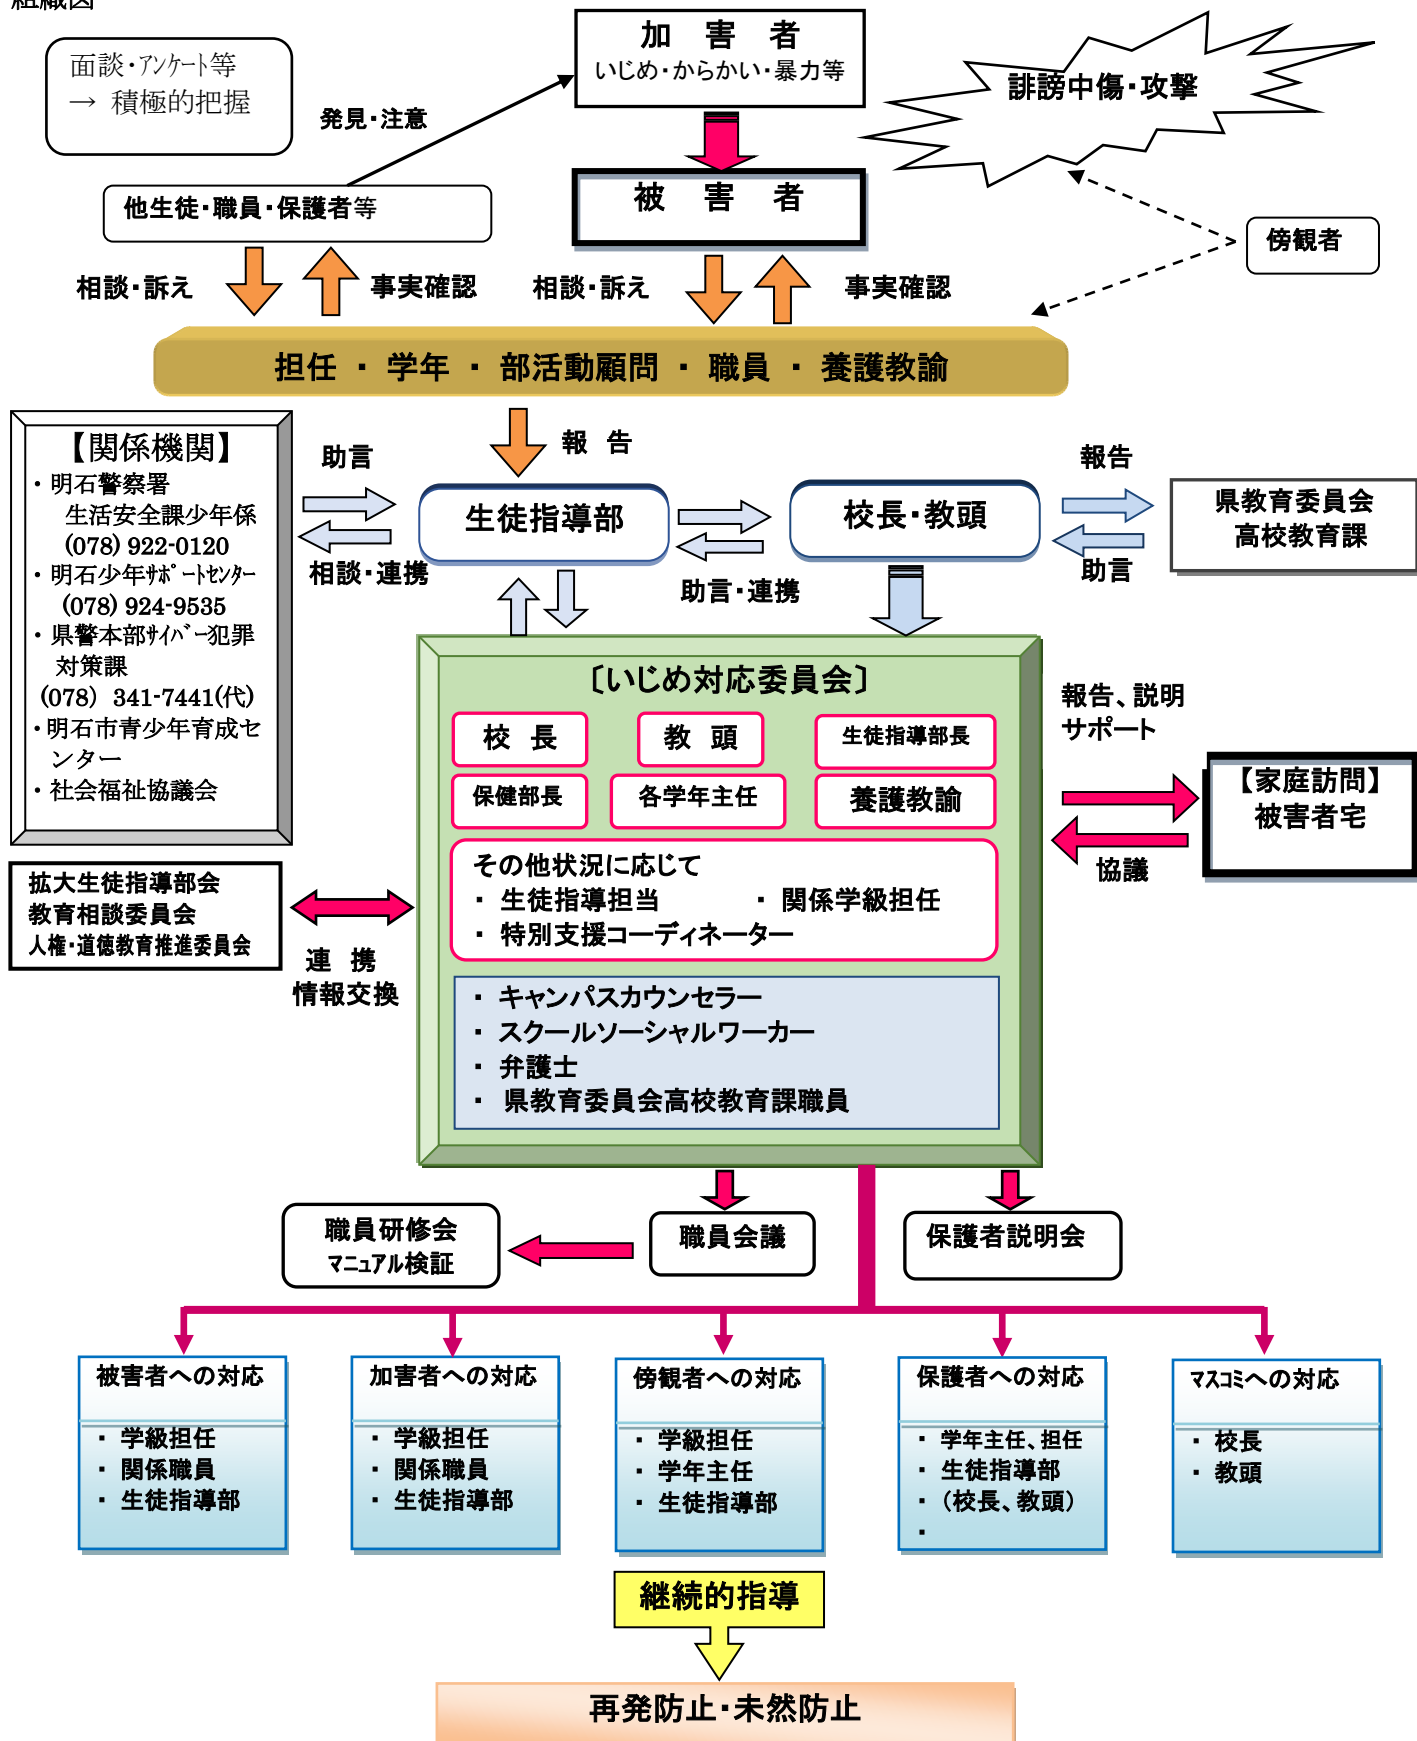 組織図
加　害　者
いじめ・からかい・暴力等
面談・ｱﾝｹｰﾄ等
→ 積極的把握
発見・注意
誹謗中傷・攻撃
他生徒・職員・保護者等
被　害　者
傍観者
相談・訴え
事実確認
相談・訴え
事実確認
担任 ・ 学年 ・ 部活動顧問 ・ 職員 ・ 養護教諭
報　告
【関係機関】
・明石警察署
生活安全課少年係
(078) 922-0120
・明石少年ｻﾎﾟｰﾄｾﾝﾀｰ
(078) 924-9535
・県警本部ｻｲﾊﾞｰ犯罪
対策課
(078) 341-7441(代)
・明石市青少年育成セ
ンター
・社会福祉協議会
助言
相談・連携
生徒指導部
助言・連携
校長・教頭
報告
助言
県教育委員会
高校教育課
〔いじめ対応委員会〕
校　長
教　頭
生徒指導部長
保健部長
各学年主任
養護教諭
その他状況に応じて
・ 生徒指導担当　　　・ 関係学級担任
・ 特別支援コーディネーター
・ キャンパスカウンセラー
・ スクールソーシャルワーカー
・ 弁護士
・ 県教育委員会高校教育課職員
報告、説明
サポート
【家庭訪問】
被害者宅
協議
拡大生徒指導部会
教育相談委員会
人権・道徳教育推進委員会
連　携
情報交換
職員研修会
ﾏﾆｭｱﾙ検証
職員会議
保護者説明会
被害者への対応
・ 学級担任
・ 関係職員
・ 生徒指導部
加害者への対応
・ 学級担任
・ 関係職員
・ 生徒指導部
傍観者への対応
・ 学級担任
・ 学年主任
・ 生徒指導部
保護者への対応
・ 学年主任、担任
・ 生徒指導部
・ （校長、教頭）
・
ﾏｽｺﾐへの対応
・ 校長
・ 教頭
継続的指導
再発防止・未然防止